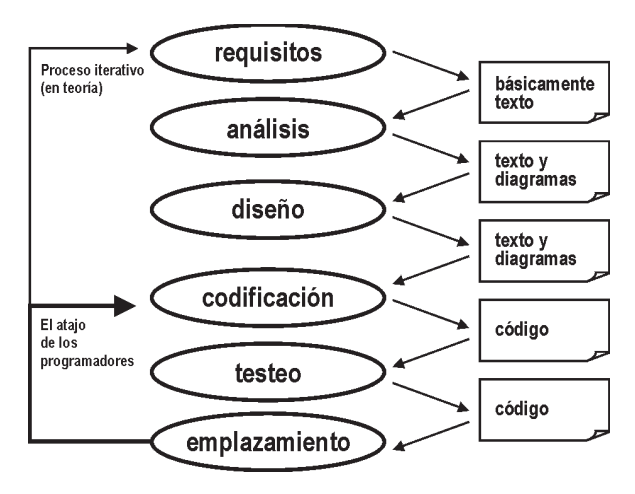 requisitos
Proceso iterativo
(en teoría)
básicamente
texto
análisis
texto y
diagramas
diseño
texto y
diagramas
codificación
El atajo
de los
programadores
código
testeo
código
emplazamiento